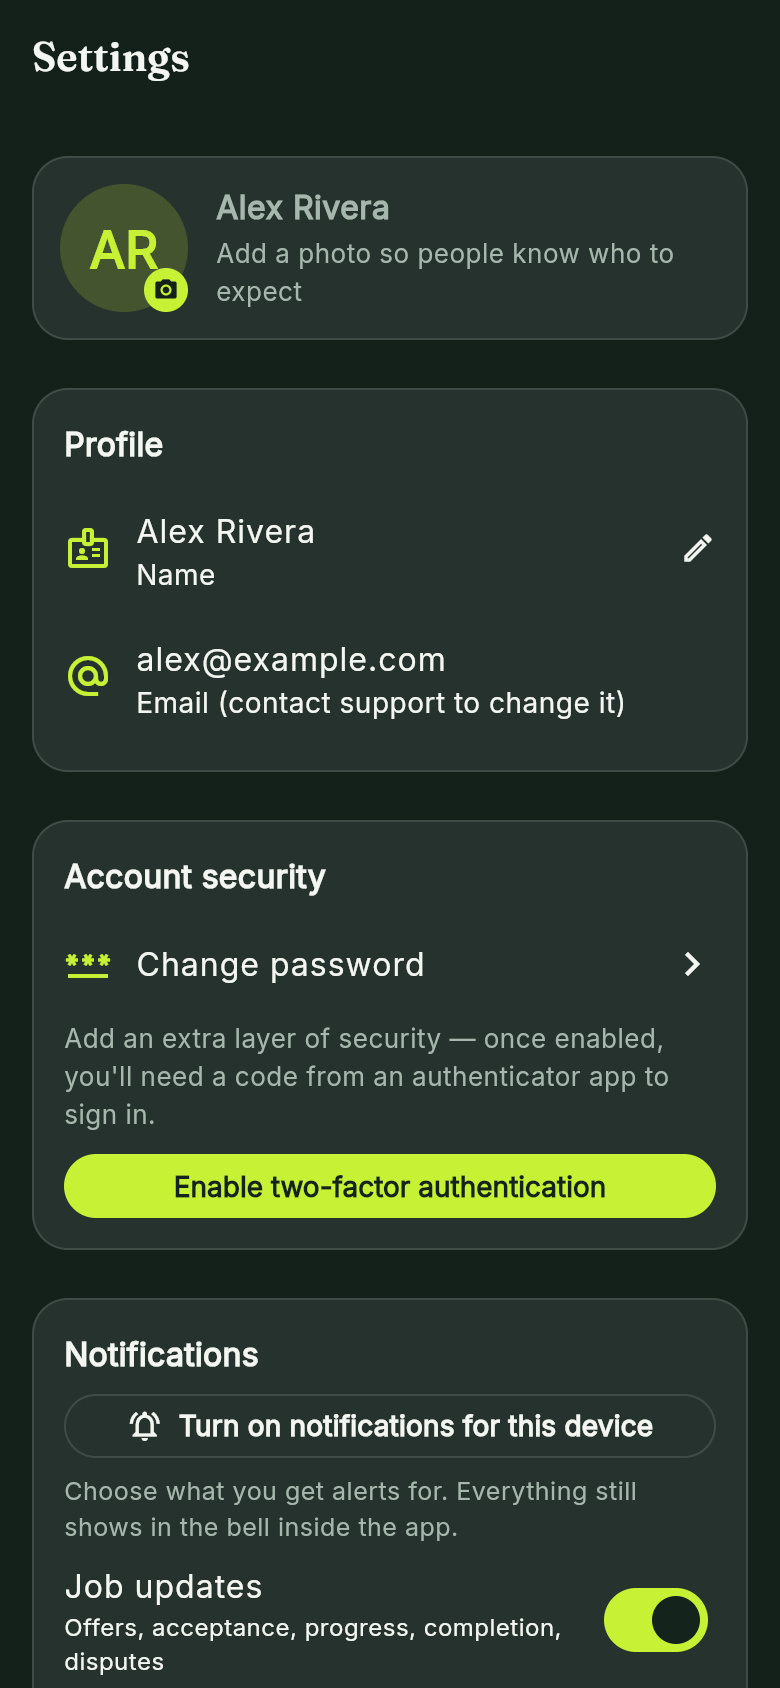 Settings
AR
Alex Rivera
Add a photo so people know who to
expect
Profile
Alex Rivera
Name
alex@example.com
Email (contact support to change it)
Account security
Change password
Add an extra layer of security — once enabled,
you'll need a code from an authenticator app to
sign in.
Enable two-factor authentication
Notifications
Turn on notifications for this device
Choose what you get alerts for. Everything still
shows in the bell inside the app.
Job updates
Offers, acceptance, progress, completion,
disputes